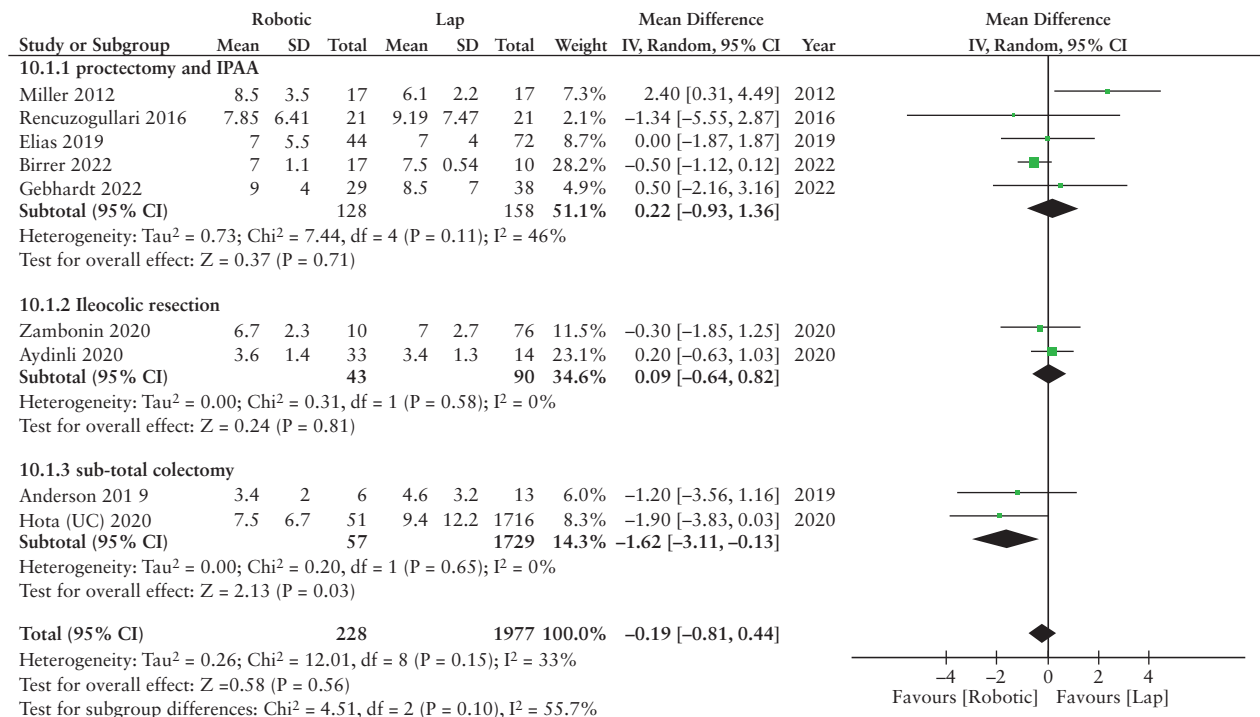 Robotic Lap Mean Difference Mean Difference
Study or Subgroup Mean SD Total Mean SD Total Weight IV, Random, 95% CI Year IV, Random, 95% CI
10.1.1 proctectomy and IPAA
Miller 2012 8.5 3.5 17 6.1 2.2 17 7.3% 2.40 [0.31, 4.49] 2012
Rencuzogullari 2016 7.85 6.41 21 9.19 7.47 21 2.1% −1.34 [−5.55, 2.87] 2016
Elias 2019 7 5.5 44 7 4 72 8.7% 0.00 [−1.87, 1.87] 2019
Birrer 2022 7 1.1 17 7.5 0.54 10 28.2% −0.50 [−1.12, 0.12] 2022
Gebhardt 2022 9 4 29 8.5 7 38 4.9% 0.50 [−2.16, 3.16] 2022
Subtotal (95% CI) 128 158 51.1% 0.22 [−0.93, 1.36]
Heterogeneity: Tau² = 0.73; Chi² = 7.44, df = 4 (P = 0.11); I² = 46%
Test for overall effect: Z = 0.37 (P = 0.71)
10.1.2 Ileocolic resection
Zambonin 2020 6.7 2.3 10 7 2.7 76 11.5% −0.30 [−1.85, 1.25] 2020
Aydinli 2020 3.6 1.4 33 3.4 1.3 14 23.1% 0.20 [−0.63, 1.03] 2020
Subtotal (95% CI) 43 90 34.6% 0.09 [−0.64, 0.82]
Heterogeneity: Tau² = 0.00; Chi² = 0.31, df = 1 (P = 0.58); I² = 0%
Test for overall effect: Z = 0.24 (P = 0.81)
10.1.3 sub-total colectomy
Anderson 201 9 3.4 2 6 4.6 3.2 13 6.0% −1.20 [−3.56, 1.16] 2019
Hota (UC) 2020 7.5 6.7 51 9.4 12.2 1716 8.3% −1.90 [−3.83, 0.03] 2020
Subtotal (95% CI) 57 1729 14.3% −1.62 [−3.11, −0.13]
Heterogeneity: Tau² = 0.00; Chi² = 0.20, df = 1 (P = 0.65); I² = 0%
Test for overall effect: Z = 2.13 (P = 0.03)
Total (95% CI) 228 1977 100.0% −0.19 [−0.81, 0.44]
Heterogeneity: Tau² = 0.26; Chi² = 12.01, df = 8 (P = 0.15); I² = 33%
Test for overall effect: Z =0.58 (P = 0.56)
Test for subgroup differences: Chi² = 4.51, df = 2 (P = 0.10), I² = 55.7%
−4 −2 0 2 4
Favours [Robotic] Favours [Lap]